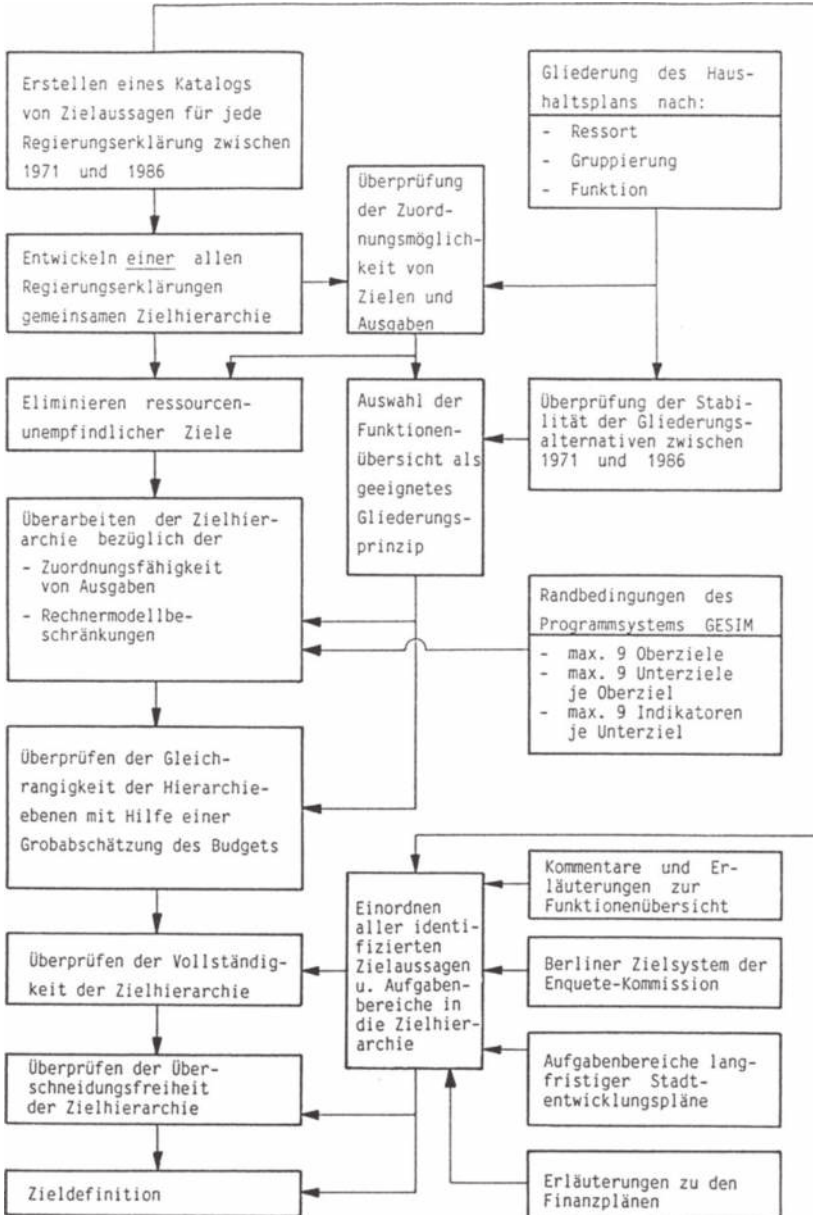 Erstellen eines Katalogs
von Zielaussagen für jede
Regierungserklärung zwischen
1971 und 1986
Gliederung des Haus-
haltsplans nach:
- Ressort
- Gruppierung
- Funktion
Überprüfung
der Zuord-
nungsmöglich-
keit von
Zielen und
Ausgaben
Entwickeln einer allen
Regierungserklärungen
gemeinsamen Zielhierarchie
Eliminieren ressourcen-
unempfindlicher Ziele
Auswahl der
Funktionen-
übersicht als
geeignetes
Gliederungs-
prinzip
Überprüfung der Stabi-
lität der Gliederungs-
alternativen zwischen
1971 und 1986
Überarbeiten der Zielhier-
archie bezüglich der
- Zuordnungsfähigkeit
von Ausgaben
- Rechnermodellbe-
schränkungen
Randbedingungen des
Programmsystems GESIM
- max. 9 Oberziele
- max. 9 Unterziele
je Oberziel
- max. 9 Indikatoren
je Unterziel
Überprüfen der Gleich-
rangigkeit der Hierarchie-
ebenen mit Hilfe einer
Grobabschätzung des Budgets
Einordnen
aller identi-
fizierten
Zielaussagen
u. Aufgaben-
bereiche in
die Zielhier-
archie
Kommentare und Er-
läuterungen zur
Funktionenübersicht
Überprüfen der Vollständig-
keit der Zielhierarchie
Berliner Zielsystem der
Enquete-Kommission
Überprüfen der Über-
schneidungsfreiheit
der Zielhierarchie
Aufgabenbereiche lang-
fristiger Stadt-
entwicklungspläne
Zieldefinition
Erläuterungen zu den
Finanzplänen